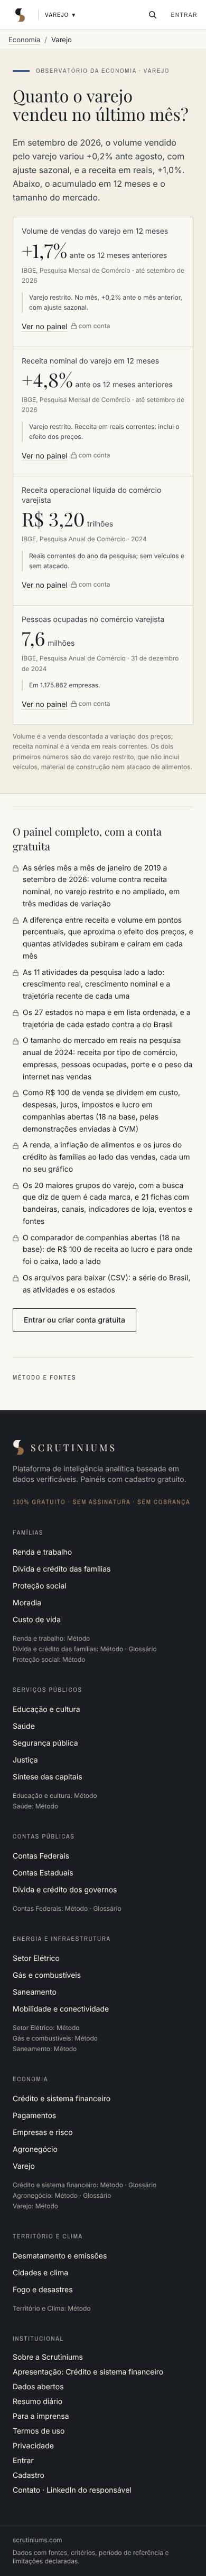 VAREJO ▼
ENTRAR
Economia / Varejo
OBSERVATÓRIO DA ECONOMIA · VAREJO
Quanto o varejo
vendeu no último mês?
Em setembro de 2026, o volume vendido
pelo varejo variou +0,2% ante agosto, com
ajuste sazonal, e a receita em reais, +1,0%.
Abaixo, o acumulado em 12 meses e o
tamanho do mercado.
Volume de vendas do varejo em 12 meses
+1,7% ante os 12 meses anteriores
IBGE, Pesquisa Mensal de Comércio · até setembro de
2026
Varejo restrito. No mês, +0,2% ante o mês anterior,
com ajuste sazonal.
Ver no painel com conta
Receita nominal do varejo em 12 meses
+4,8% ante os 12 meses anteriores
IBGE, Pesquisa Mensal de Comércio · até setembro de
2026
Varejo restrito. Receita em reais correntes: inclui o
efeito dos preços.
Ver no painel com conta
Receita operacional líquida do comércio
varejista
R$ 3,20 trilhões
IBGE, Pesquisa Anual de Comércio · 2024
Reais correntes do ano da pesquisa; sem veículos e
sem atacado.
Ver no painel com conta
Pessoas ocupadas no comércio varejista
7,6 milhões
IBGE, Pesquisa Anual de Comércio · 31 de dezembro
de 2024
Em 1.175.862 empresas.
Ver no painel com conta
Volume é a venda descontada a variação dos preços;
receita nominal é a venda em reais correntes. Os dois
primeiros números são do varejo restrito, que não inclui
veículos, material de construção nem atacado de alimentos.
O painel completo, com a conta
gratuita
As séries mês a mês de janeiro de 2019 a
setembro de 2026: volume contra receita
nominal, no varejo restrito e no ampliado, em
três medidas de variação
A diferença entre receita e volume em pontos
percentuais, que aproxima o efeito dos preços, e
quantas atividades subiram e caíram em cada
mês
As 11 atividades da pesquisa lado a lado:
crescimento real, crescimento nominal e a
trajetória recente de cada uma
Os 27 estados no mapa e em lista ordenada, e a
trajetória de cada estado contra a do Brasil
O tamanho do mercado em reais na pesquisa
anual de 2024: receita por tipo de comércio,
empresas, pessoas ocupadas, porte e o peso da
internet nas vendas
Como R$ 100 de venda se dividem em custo,
despesas, juros, impostos e lucro em
companhias abertas (18 na base, pelas
demonstrações enviadas à CVM)
A renda, a inflação de alimentos e os juros do
crédito às famílias ao lado das vendas, cada um
no seu gráfico
Os 20 maiores grupos do varejo, com a busca
que diz de quem é cada marca, e 21 fichas com
bandeiras, canais, indicadores de loja, eventos e
fontes
O comparador de companhias abertas (18 na
base): de R$ 100 de receita ao lucro e para onde
foi o caixa, lado a lado
Os arquivos para baixar (CSV): a série do Brasil,
as atividades e os estados
Entrar ou criar conta gratuita
MÉTODO E FONTES
SCRUTINIUMS
Plataforma de inteligência analítica baseada em
dados verificáveis. Painéis com cadastro gratuito.
100% GRATUITO · SEM ASSINATURA · SEM COBRANÇA
FAMÍLIAS
Renda e trabalho
Dívida e crédito das famílias
Proteção social
Moradia
Custo de vida
Renda e trabalho: Método
Dívida e crédito das famílias: Método · Glossário
Proteção social: Método
SERVIÇOS PÚBLICOS
Educação e cultura
Saúde
Segurança pública
Justiça
Síntese das capitais
Educação e cultura: Método
Saúde: Método
CONTAS PÚBLICAS
Contas Federais
Contas Estaduais
Dívida e crédito dos governos
Contas Federais: Método · Glossário
ENERGIA E INFRAESTRUTURA
Setor Elétrico
Gás e combustíveis
Saneamento
Mobilidade e conectividade
Setor Elétrico: Método
Gás e combustíveis: Método
Saneamento: Método
ECONOMIA
Crédito e sistema financeiro
Pagamentos
Empresas e risco
Agronegócio
Varejo
Crédito e sistema financeiro: Método · Glossário
Agronegócio: Método · Glossário
Varejo: Método
TERRITÓRIO E CLIMA
Desmatamento e emissões
Cidades e clima
Fogo e desastres
Território e Clima: Método
INSTITUCIONAL
Sobre a Scrutiniums
Apresentação: Crédito e sistema financeiro
Dados abertos
Resumo diário
Para a imprensa
Termos de uso
Privacidade
Entrar
Cadastro
Contato · LinkedIn do responsável
scrutiniums.com
Dados com fontes, critérios, período de referência e
limitações declaradas.